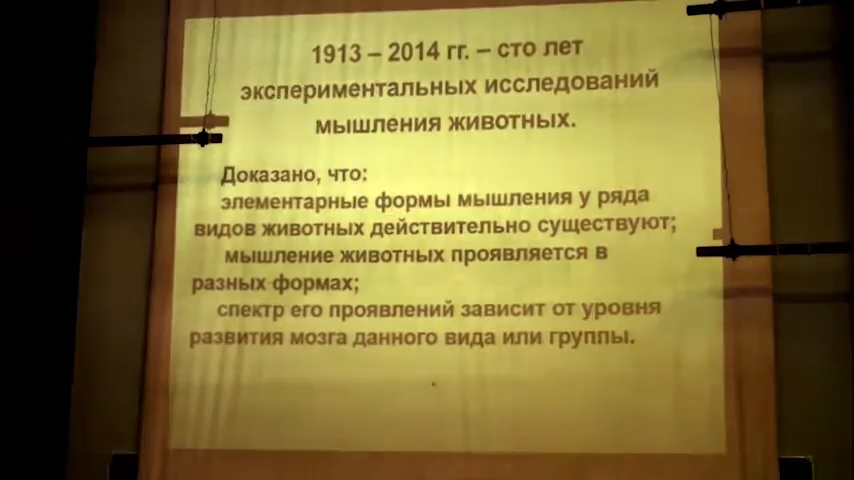 1913 – 2014 гг. – сто лет
экспериментальных исследований
мышления животных.
Доказано, что:
элементарные формы мышления у ряда
видов животных действительно существуют;
мышление животных проявляется в
разных формах;
спектр его проявлений зависит от уровня
развития мозга данного вида или группы.